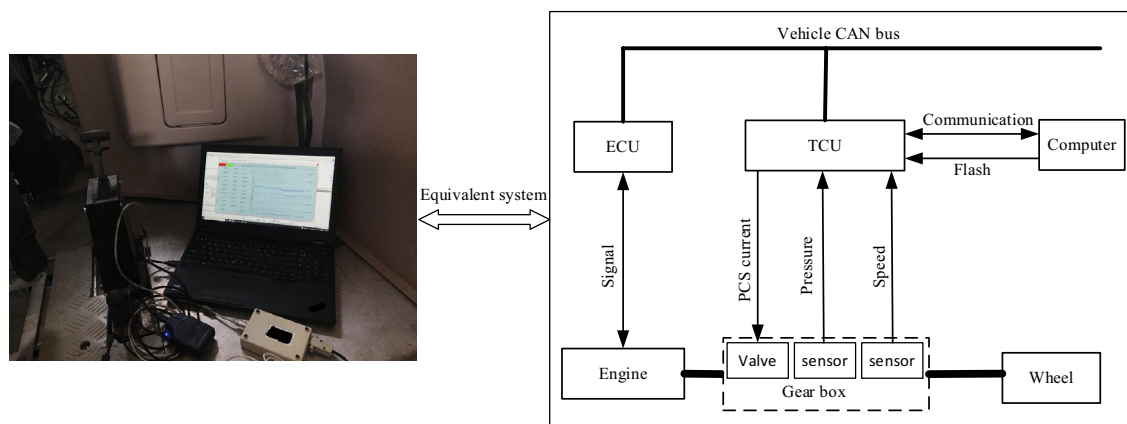 Vehicle CAN bus
ECU
TCU
Communication
Computer
Flash
Equivalent system
Signal
PCS current
Pressure
Speed
Engine
Valve
sensor
sensor
Gear box
Wheel